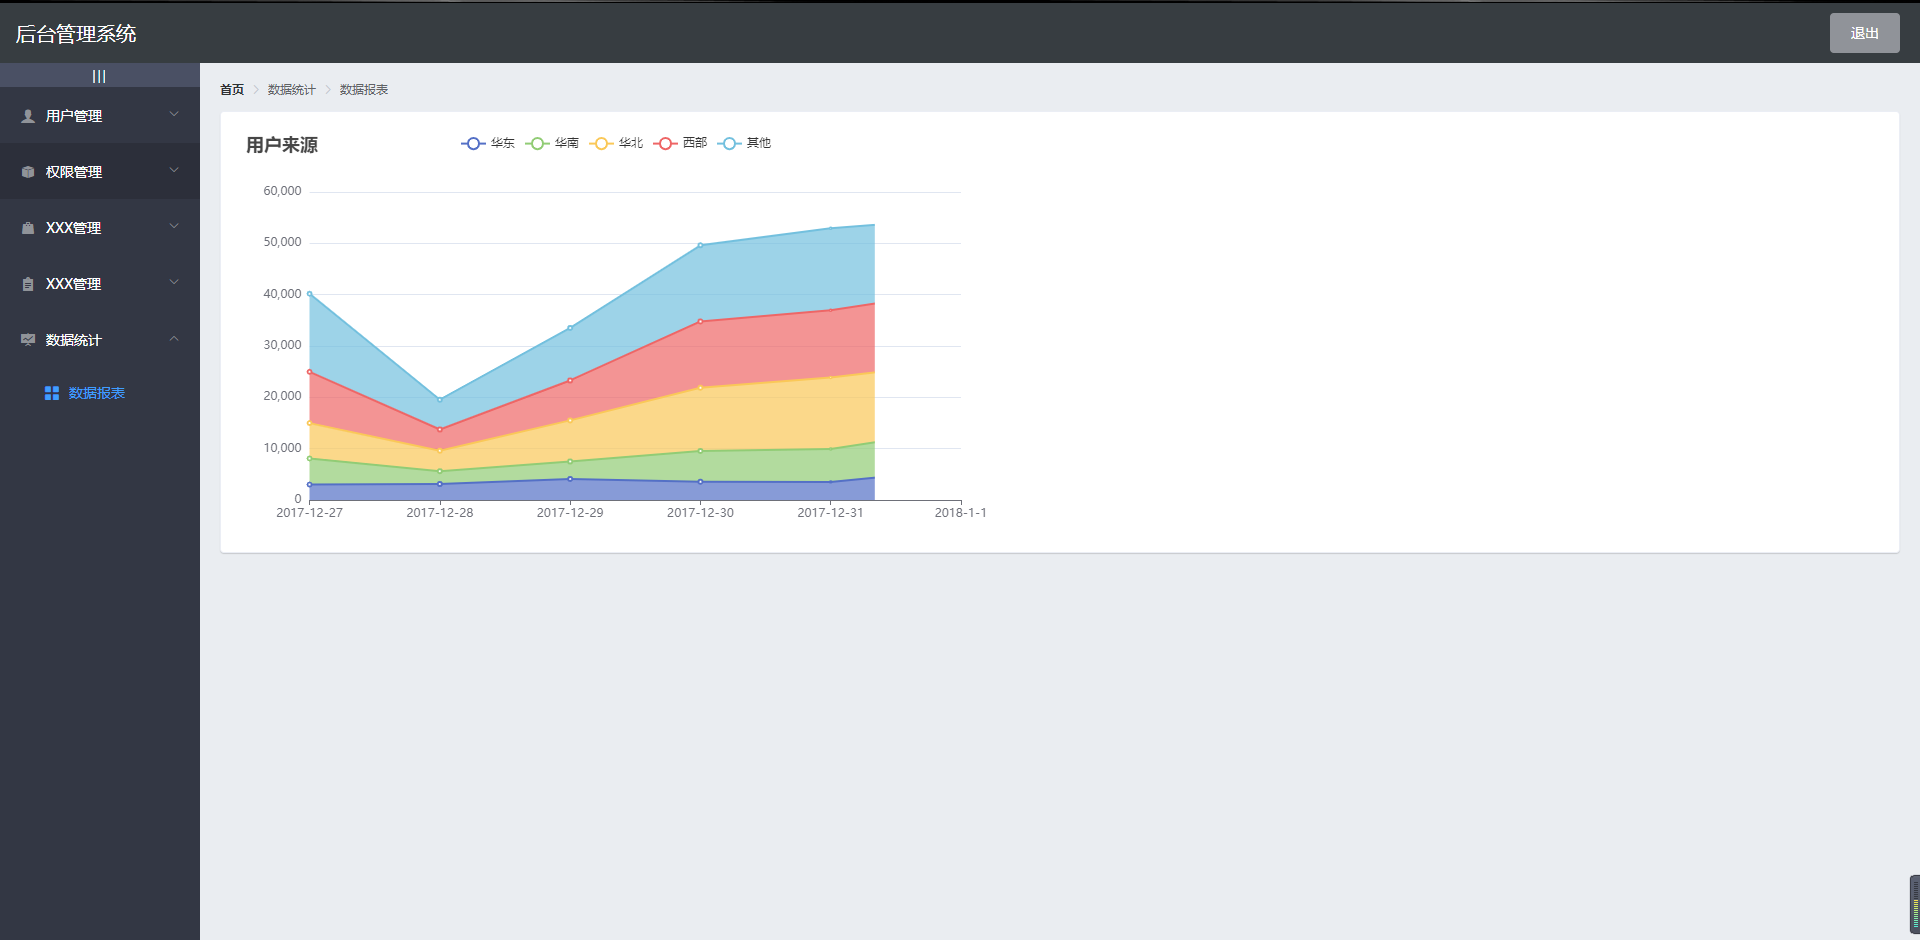 后台管理系统
退出
|||
用户管理
权限管理
XXX管理
XXX管理
数据统计
数据报表
首页 > 数据统计 > 数据报表
用户来源
华东 华南 华北 西部 其他
60,000
50,000
40,000
30,000
20,000
10,000
0
2017-12-27 2017-12-28 2017-12-29 2017-12-30 2017-12-31 2018-1-1